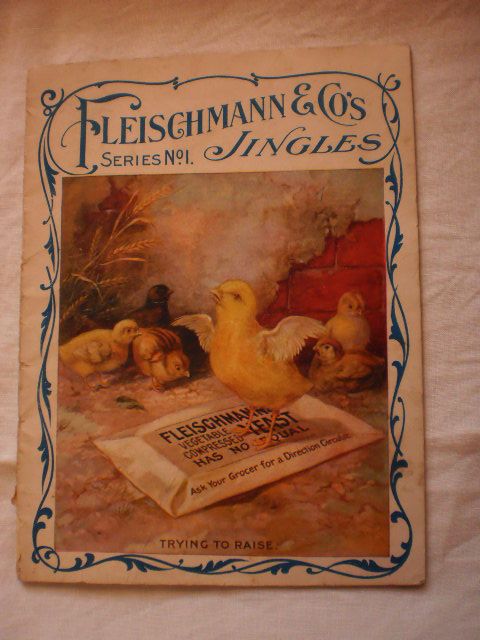 FLEISCHMANN & CO'S
SERIES No 1. JINGLES
FLEISCHMANN
VEGETABLE
COMPRESSED YEAST
HAS NO EQUAL
Ask Your Grocer for a Direction Circular
TRYING TO RAISE.